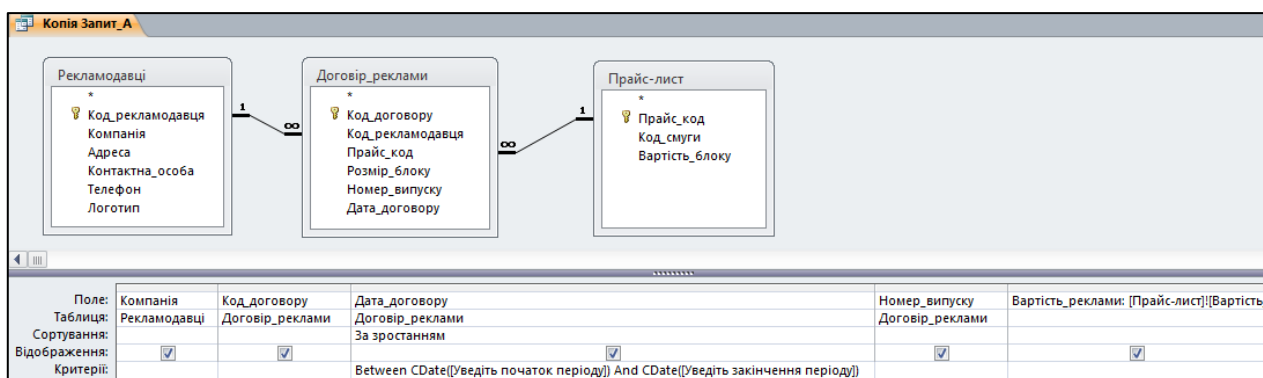 Копія Запит_А
Рекламодавці
*
Код_рекламодавця
Компанія
Адреса
Контактна_особа
Телефон
Логотип
1
∞
Договір_реклами
*
Код_договору
Код_рекламодавця
Прайс_код
Розмір_блоку
Номер_випуску
Дата_договору
∞
1
Прайс-лист
*
Прайс_код
Код_смуги
Вартість_блоку
Поле: Компанія Код_договору Дата_договору Номер_випуску Вартість_реклами: [Прайс-лист]![Вартість
Таблиця: Рекламодавці Договір_реклами Договір_реклами Договір_реклами
Сортування: За зростанням
Відображення:
Критерії: Between CDate([Уведіть початок періоду]) And CDate([Уведіть закінчення періоду])